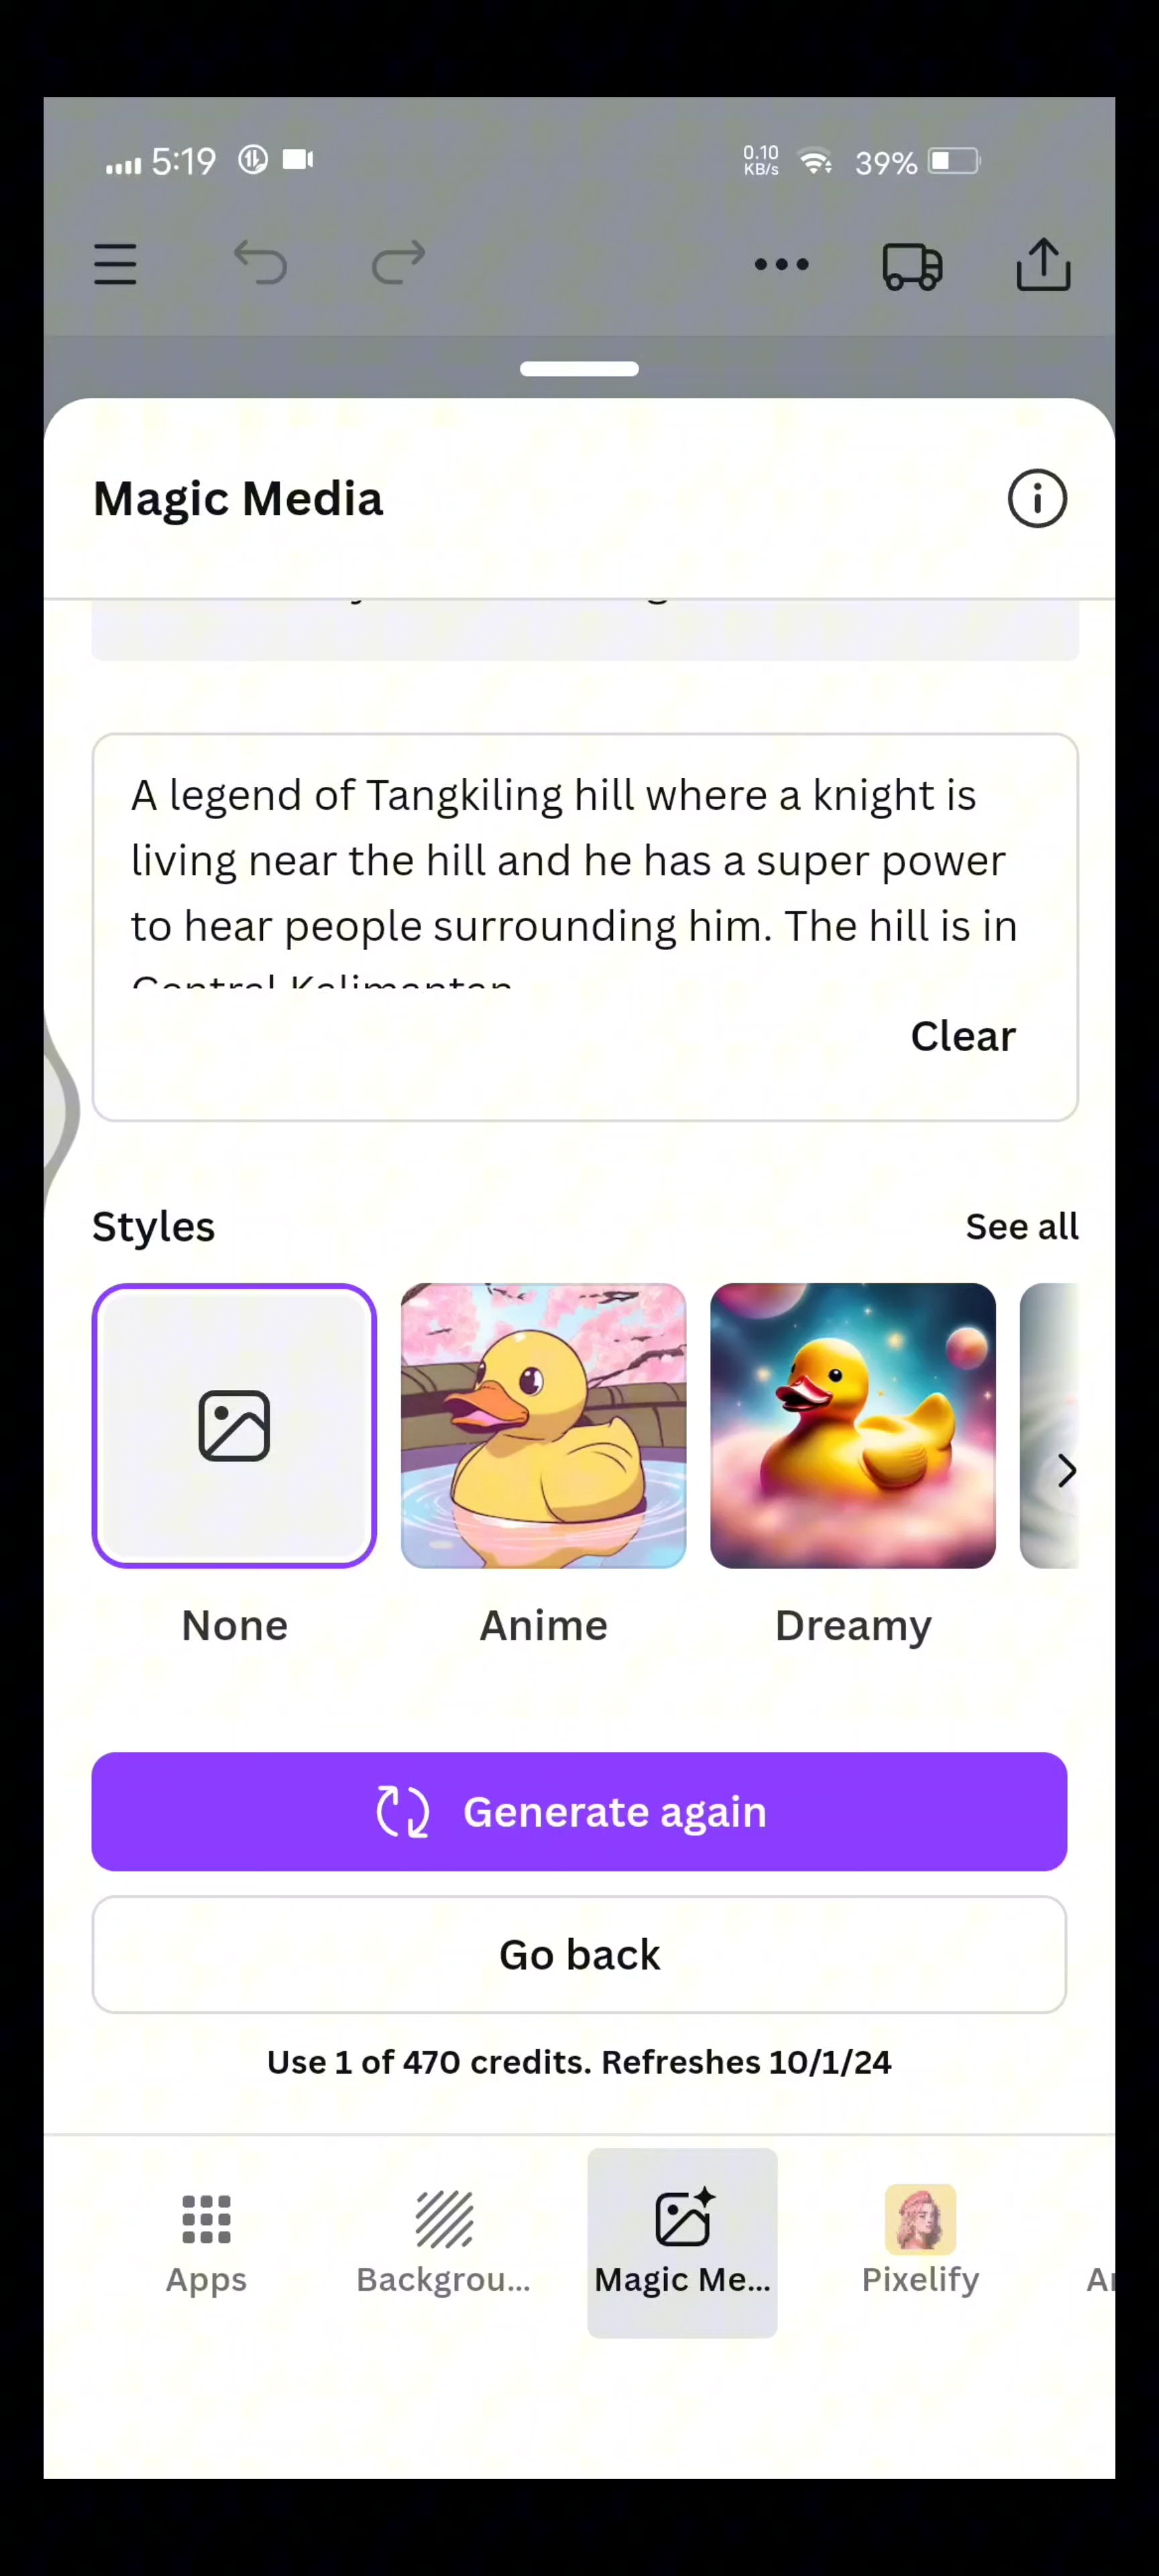 5:19
0.10
KB/s
39%
Magic Media
A legend of Tangkiling hill where a knight is
living near the hill and he has a super power
to hear people surrounding him. The hill is in
Central Kalimantan
Clear
Styles
See all
None
Anime
Dreamy
Generate again
Go back
Use 1 of 470 credits. Refreshes 10/1/24
Apps
Backgrou...
Magic Me...
Pixelify